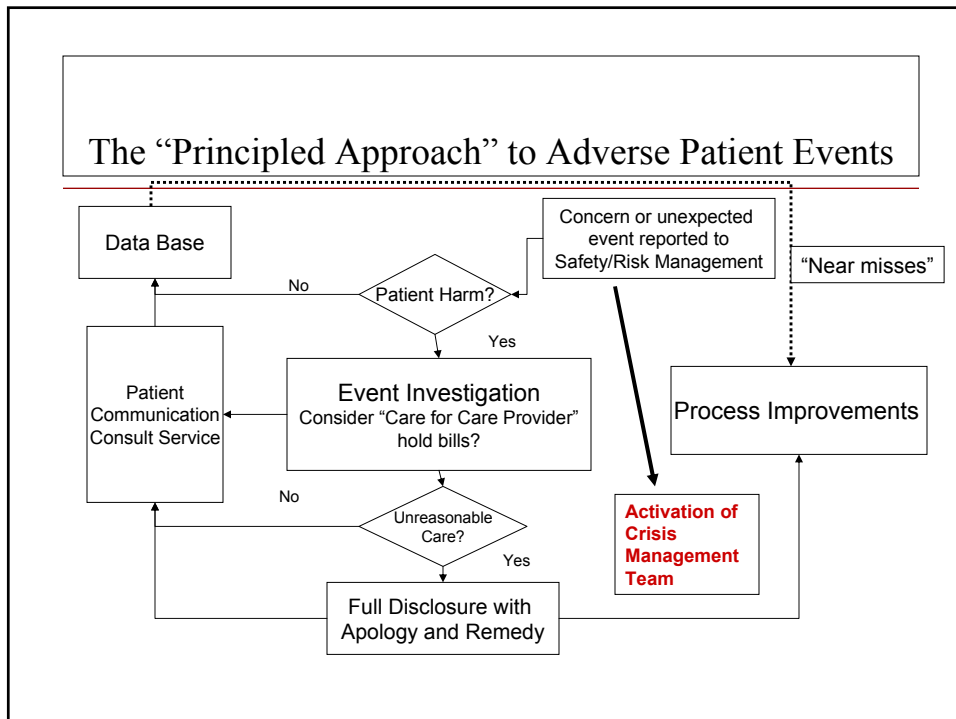 The “Principled Approach” to Adverse Patient Events
Data Base
Concern or unexpected
event reported to
Safety/Risk Management
“Near misses”
No
Patient Harm?
Yes
Patient
Communication
Consult Service
Event Investigation
Consider “Care for Care Provider”
hold bills?
Process Improvements
No
Unreasonable
Care?
Yes
Activation of
Crisis
Management
Team
Full Disclosure with
Apology and Remedy